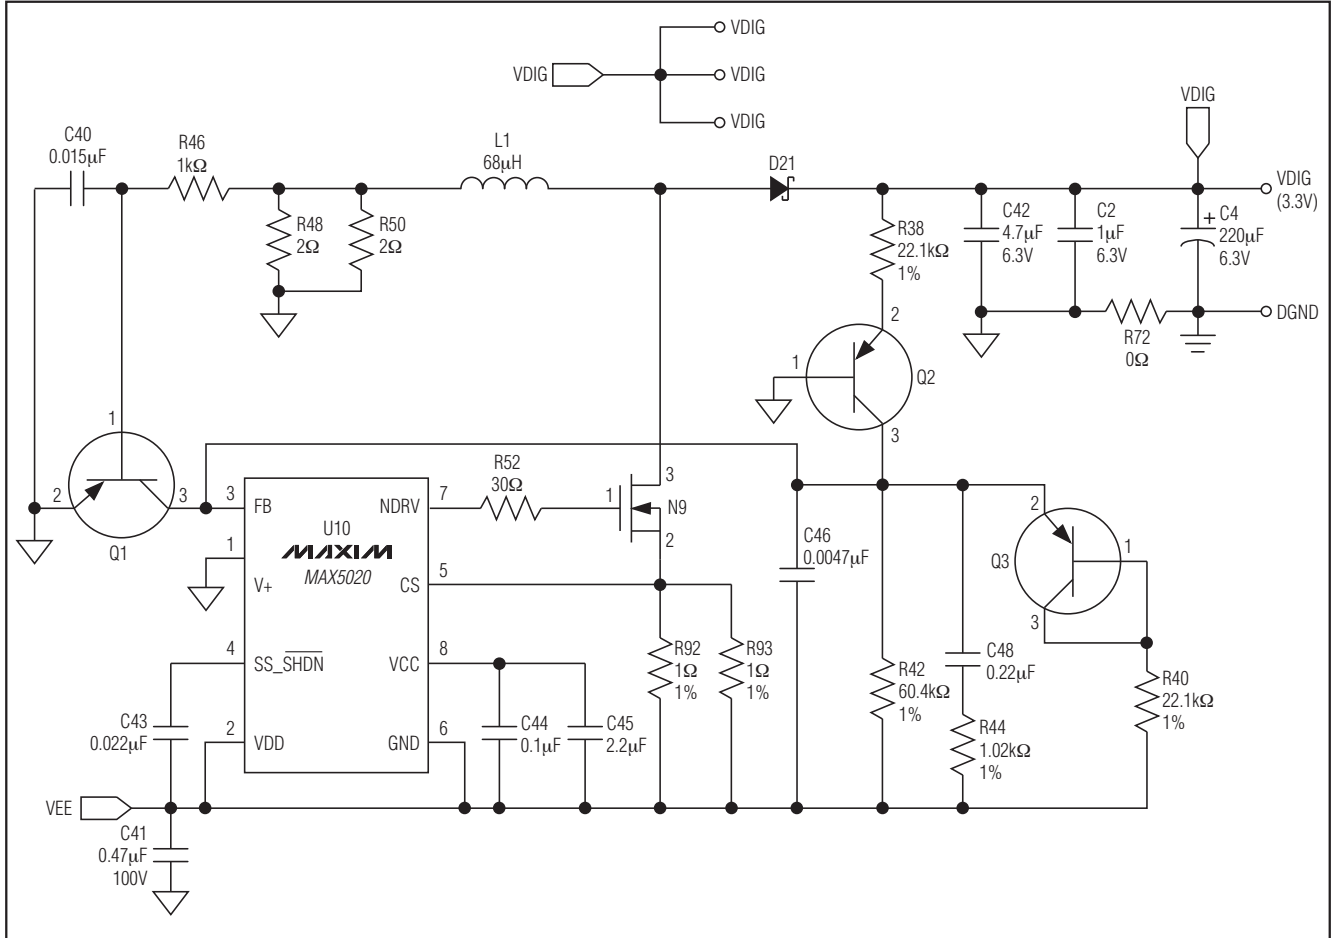 VDIG
VDIG
VDIG
VDIG
VDIG
C40
0.015µF
R46
1kΩ
L1
68µH
D21
VDIG
(3.3V)
R48
2Ω
R50
2Ω
R38
22.1kΩ
1%
C42
4.7µF
6.3V
C2
1µF
6.3V
+
C4
220µF
6.3V
DGND
R72
0Ω
2
1
Q2
3
1
2
3
Q1
3
FB
1
V+
4
SS_SHDN
2
VDD
U10
MAXIM
MAX5020
NDRV
7
CS
5
VCC
8
GND
6
R52
30Ω
1
3
N9
2
C46
0.0047µF
2
1
Q3
3
R92
1Ω
1%
R93
1Ω
1%
R42
60.4kΩ
1%
C48
0.22µF
R44
1.02kΩ
1%
R40
22.1kΩ
1%
C43
0.022µF
C44
0.1µF
C45
2.2µF
VEE
C41
0.47µF
100V